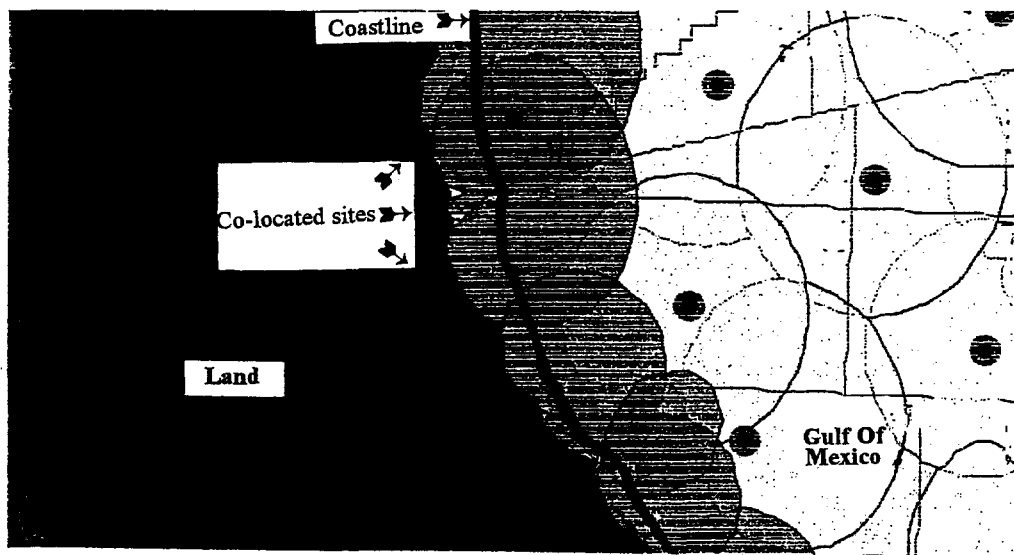 Coastline
Co-located sites
Land
Gulf Of
Mexico